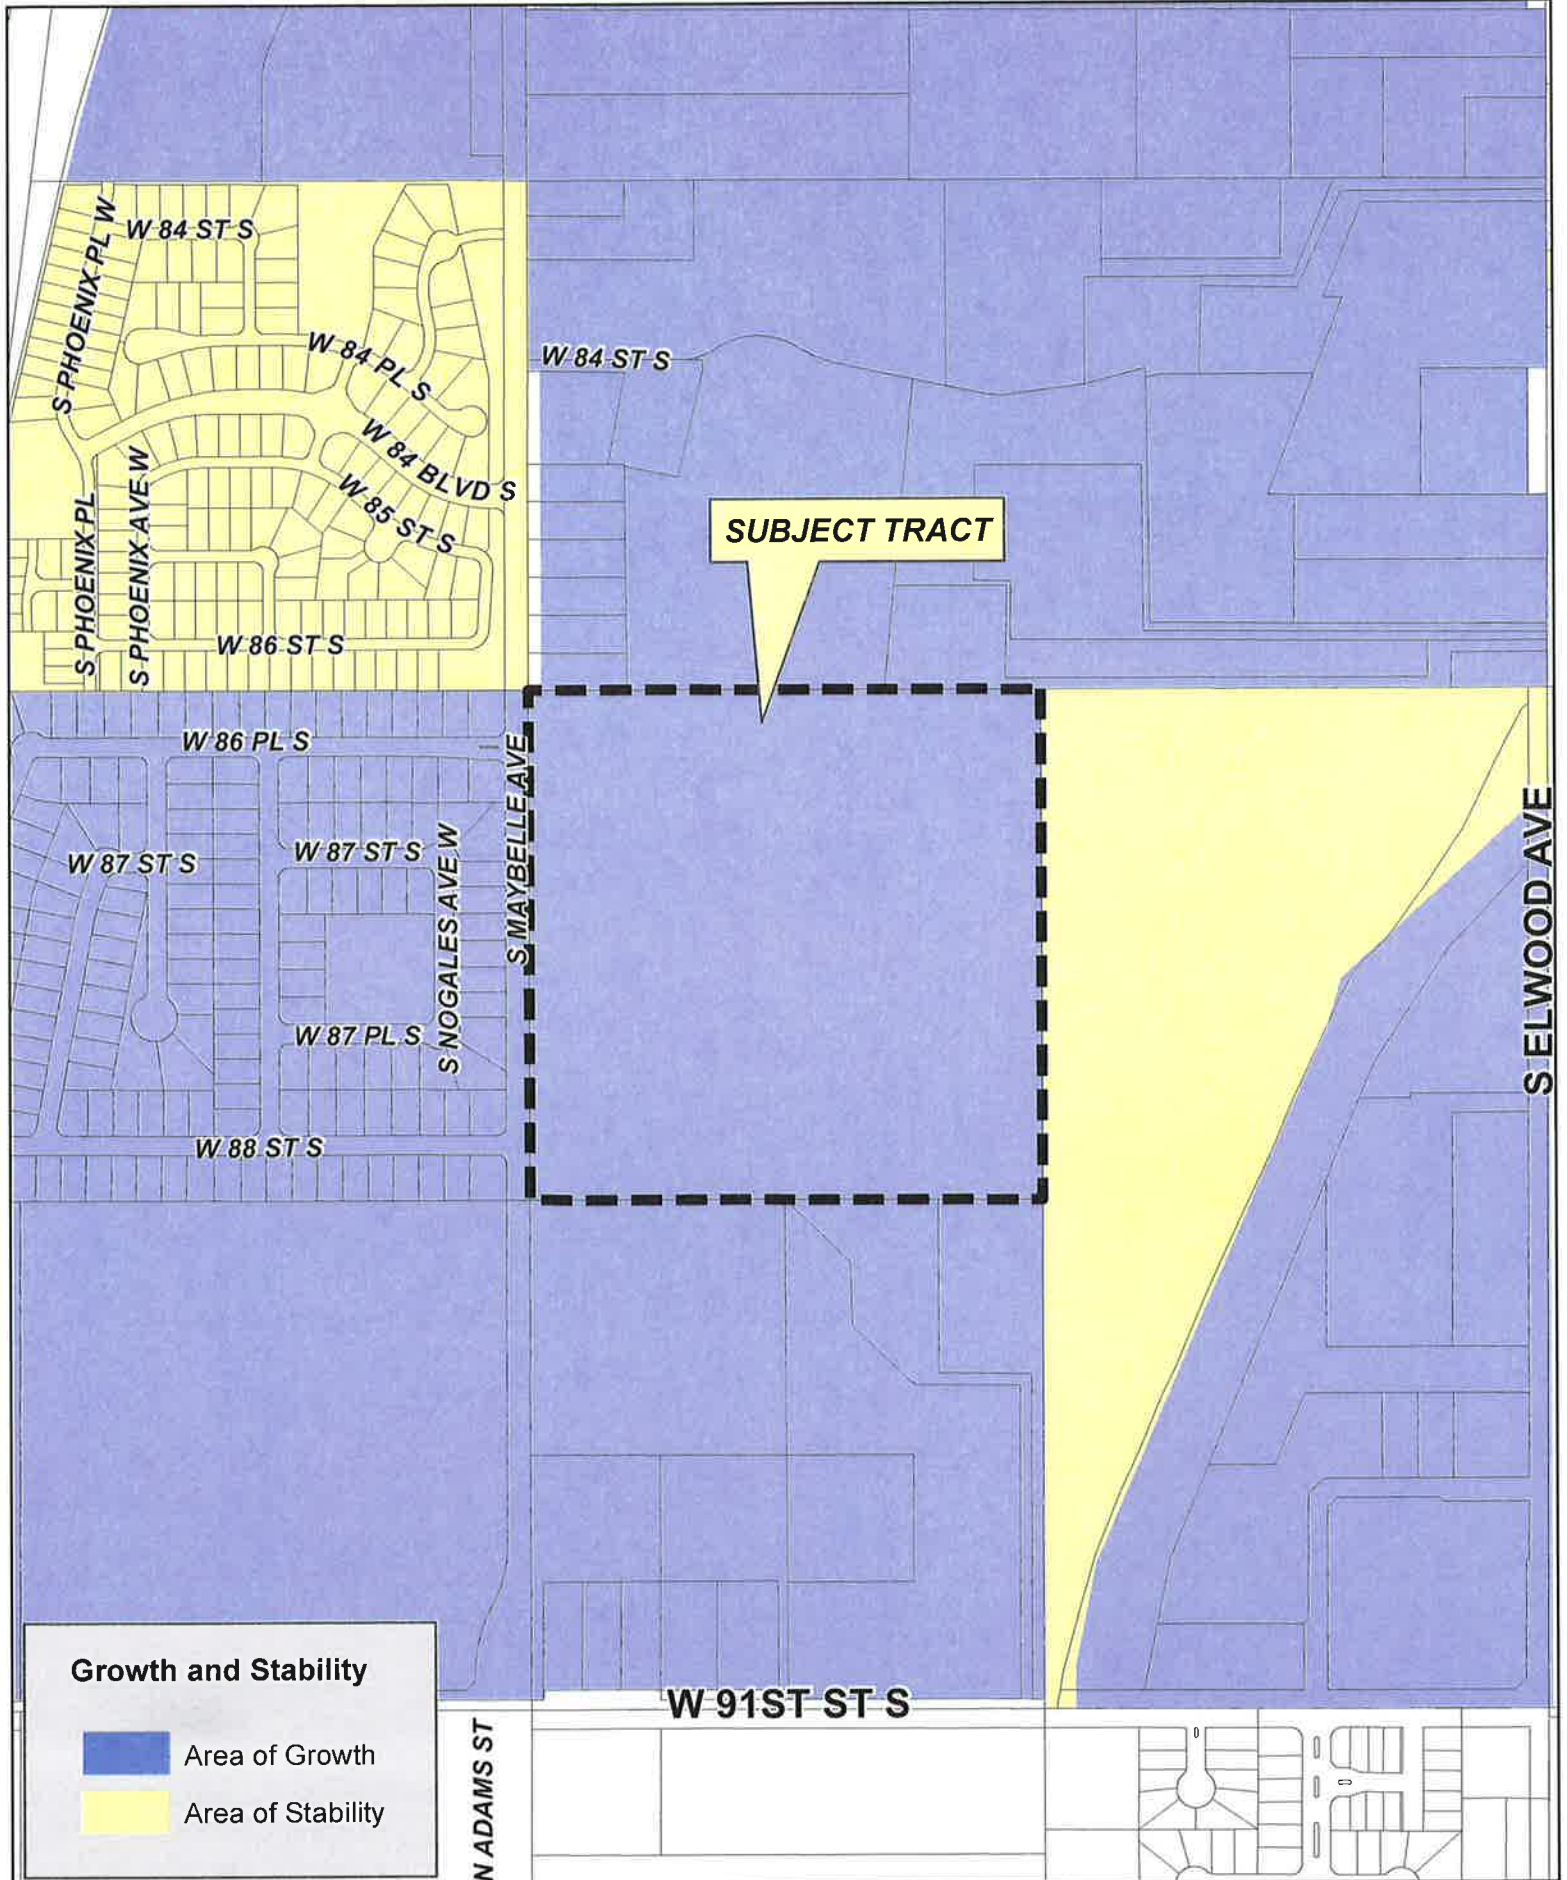 W 84 ST S
S PHOENIX PL W
W 84 PL S
W 84 ST S
W 84 BLVD S
S PHOENIX PL
S PHOENIX AVE W
W 85 ST S
SUBJECT TRACT
W 86 ST S
W 86 PL S
S MAYBELLE AVE
W 87 ST S
W 87 ST S
S NOGALES AVE W
S ELWOOD AVE
W 87 PL S
W 88 ST S
Growth and Stability
Area of Growth
Area of Stability
W 91ST ST S
N ADAMS ST